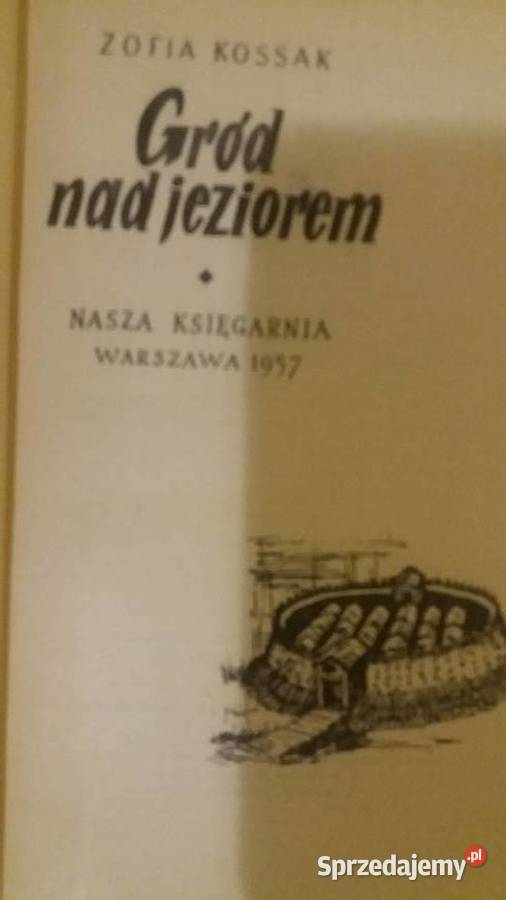 ZOFIA KOSSAK
Gród
nad jeziorem
NASZA KSIĘGARNIA
WARSZAWA 1957
Sprzedajemy.pl